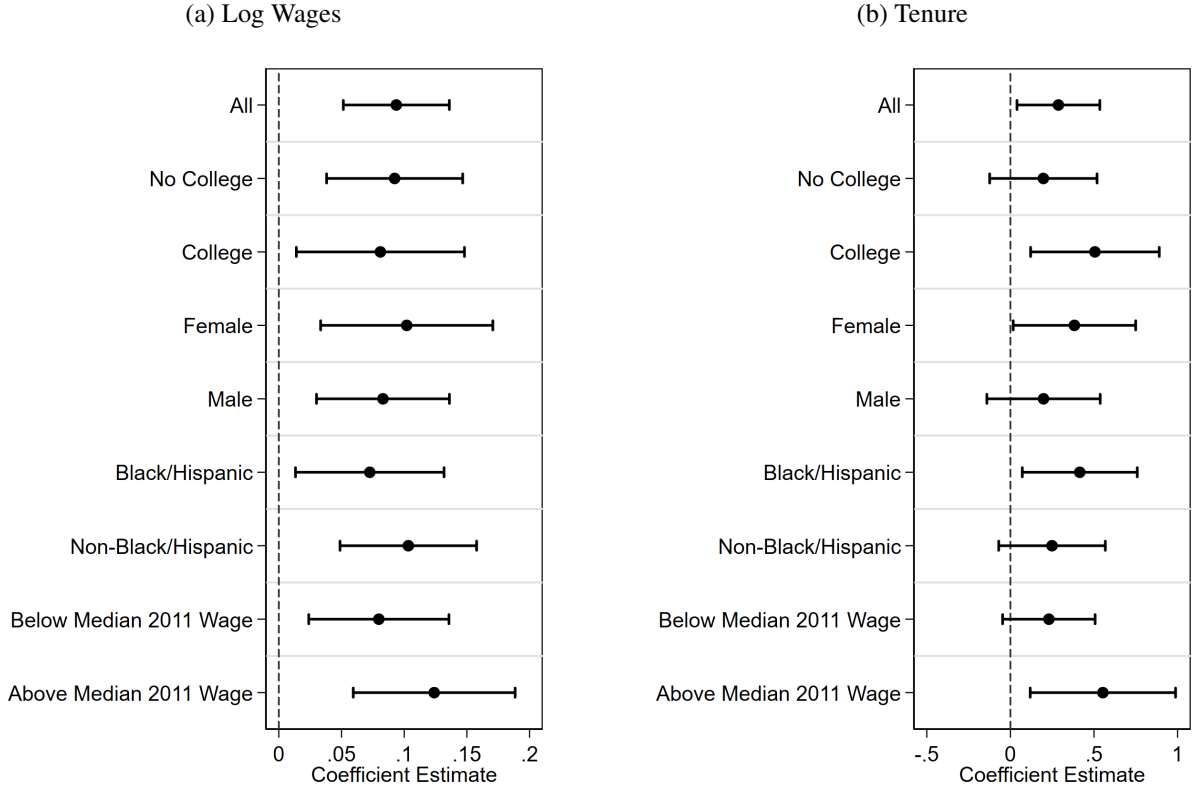 (a) Log Wages
All
No College
College
Female
Male
Black/Hispanic
Non-Black/Hispanic
Below Median 2011 Wage
Above Median 2011 Wage
0 .05 .1 .15 .2
Coefficient Estimate
(b) Tenure
All
No College
College
Female
Male
Black/Hispanic
Non-Black/Hispanic
Below Median 2011 Wage
Above Median 2011 Wage
-.5 0 .5 1
Coefficient Estimate